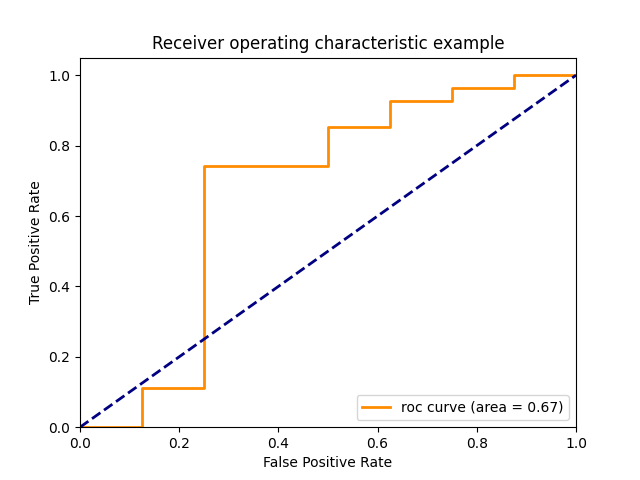 Receiver operating characteristic example
True Positive Rate
1.0
0.8
0.6
0.4
0.2
0.0
roc curve (area = 0.67)
0.0 0.2 0.4 0.6 0.8 1.0
False Positive Rate